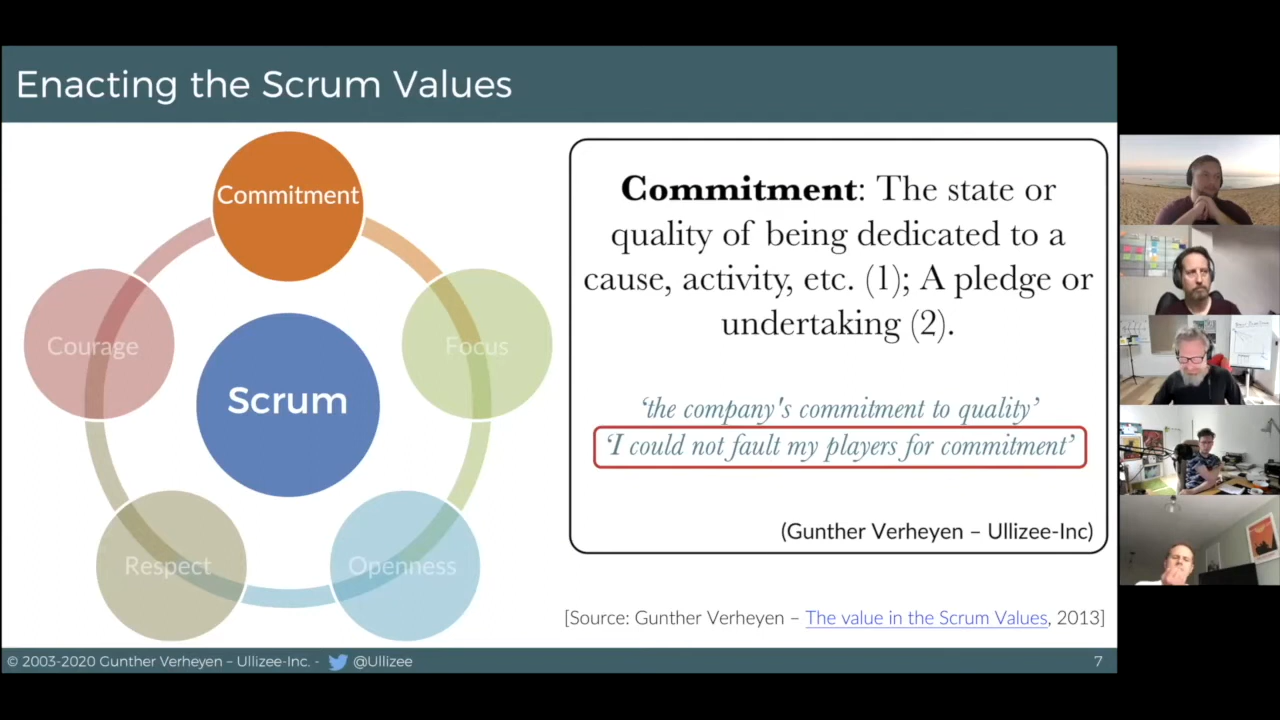 Enacting the Scrum Values
Commitment
Courage
Focus
Scrum
Respect
Openness
Commitment: The state or
quality of being dedicated to a
cause, activity, etc. (1); A pledge or
undertaking (2).
‘the company's commitment to quality’
‘I could not fault my players for commitment’
(Gunther Verheyen – Ullizee-Inc)
[Source: Gunther Verheyen – The value in the Scrum Values, 2013]
© 2003-2020 Gunther Verheyen – Ullizee-Inc. - @Ullizee
7